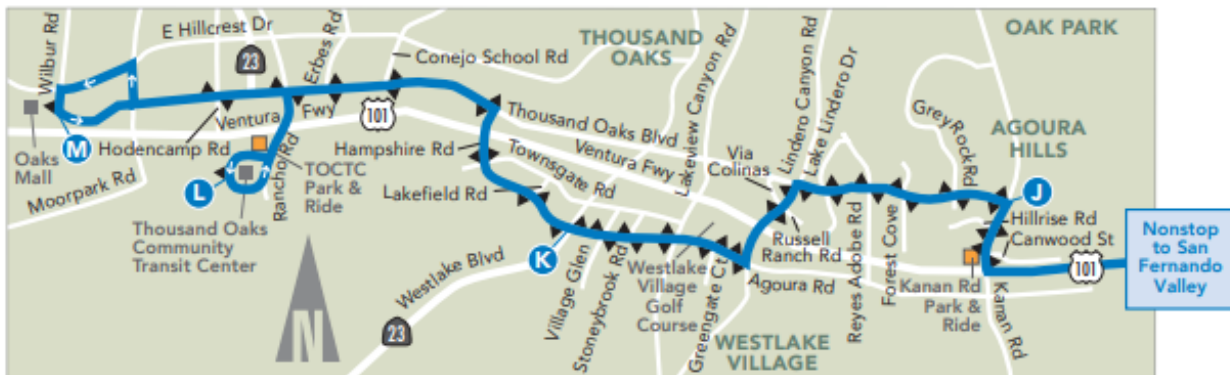 Wilbur Rd
E Hillcrest Dr
23
Erbes Rd
Conejo School Rd
THOUSAND
OAKS
Lakeview Canyon Rd
Lindero Canyon Rd
Lake Lindero Dr
OAK PARK
Grey Rock Rd
AGOURA
HILLS
Oaks
Mall
M
Moorpark Rd
Hodencamp Rd
Ventura Fwy
101
L
Rancho Rd
TOCTC
Park &
Ride
Thousand Oaks
Community
Transit Center
Hampshire Rd
Thousand Oaks Blvd
Ventura Fwy
Townsgate Rd
Lakefield Rd
Via
Colinas
J
Hillrise Rd
Canwood St
Nonstop
to San
Fernando
Valley
101
N
Westlake Blvd
23
K
Village Glen
Stoneybrook Rd
Westlake
Village
Golf
Course
Greengate Ct
Agoura Rd
Russell
Ranch Rd
Reyes Adobe Rd
Forest Cove
Kanan Rd
Park &
Ride
Kanan Rd
WESTLAKE
VILLAGE